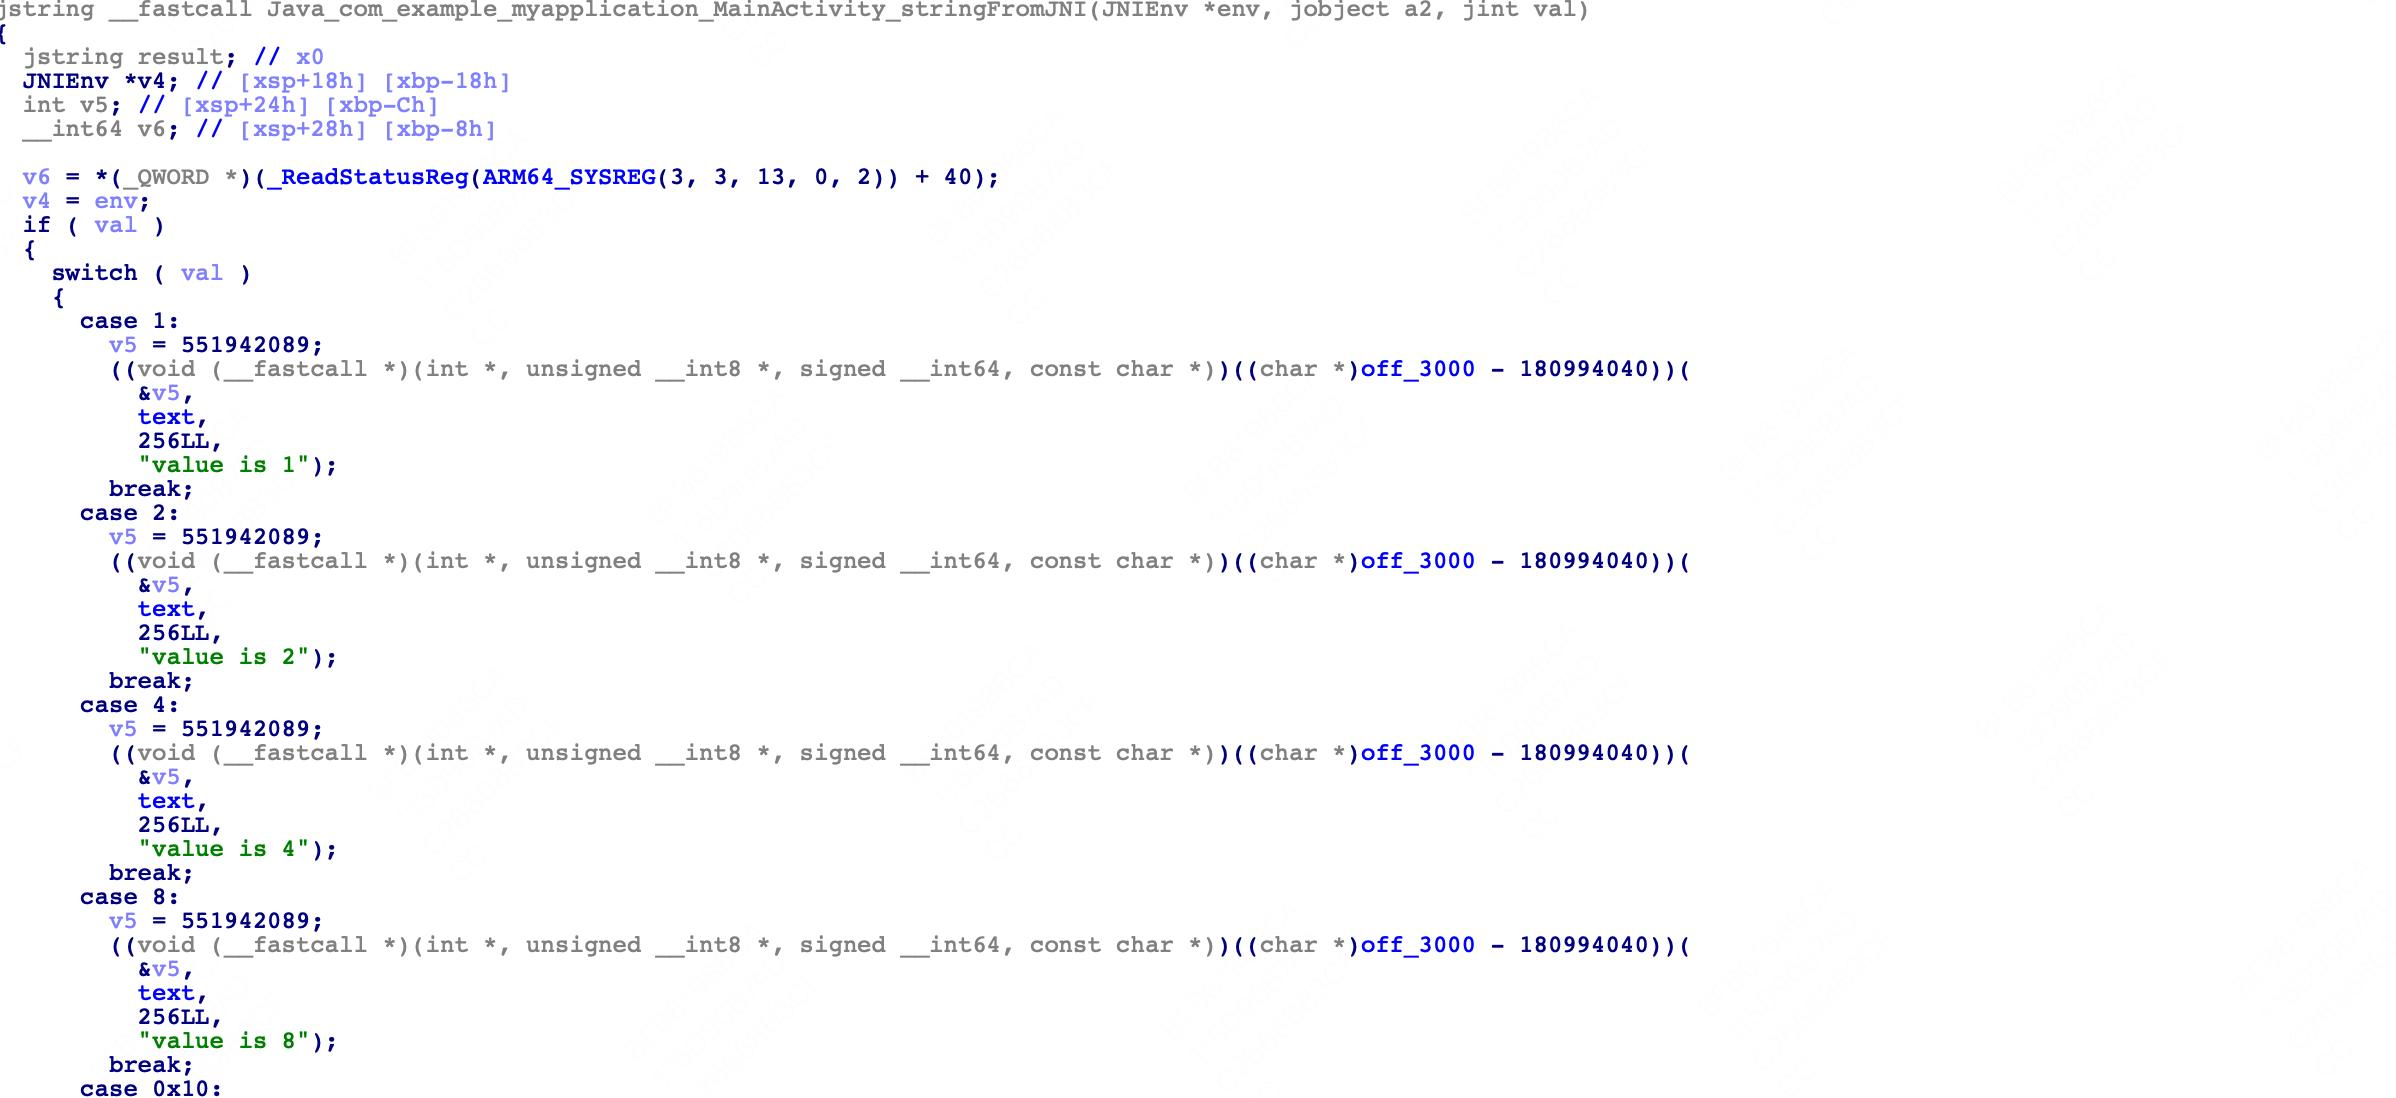 jstring __fastcall Java_com_example_myapplication_MainActivity_stringFromJNI(JNIEnv *env, jobject a2, jint val)
{
  jstring result; // x0
  JNIEnv *v4; // [xsp+18h] [xbp-18h]
  int v5; // [xsp+24h] [xbp-Ch]
  __int64 v6; // [xsp+28h] [xbp-8h]

  v6 = *(_QWORD *)(_ReadStatusReg(ARM64_SYSREG(3, 3, 13, 0, 2)) + 40);
  v4 = env;
  if ( val )
  {
    switch ( val )
    {
      case 1:
        v5 = 551942089;
        ((void (__fastcall *)(int *, unsigned __int8 *, signed __int64, const char *))((char *)off_3000 - 180994040))(
          &v5,
          text,
          256LL,
          "value is 1");
        break;
      case 2:
        v5 = 551942089;
        ((void (__fastcall *)(int *, unsigned __int8 *, signed __int64, const char *))((char *)off_3000 - 180994040))(
          &v5,
          text,
          256LL,
          "value is 2");
        break;
      case 4:
        v5 = 551942089;
        ((void (__fastcall *)(int *, unsigned __int8 *, signed __int64, const char *))((char *)off_3000 - 180994040))(
          &v5,
          text,
          256LL,
          "value is 4");
        break;
      case 8:
        v5 = 551942089;
        ((void (__fastcall *)(int *, unsigned __int8 *, signed __int64, const char *))((char *)off_3000 - 180994040))(
          &v5,
          text,
          256LL,
          "value is 8");
        break;
      case 0x10: